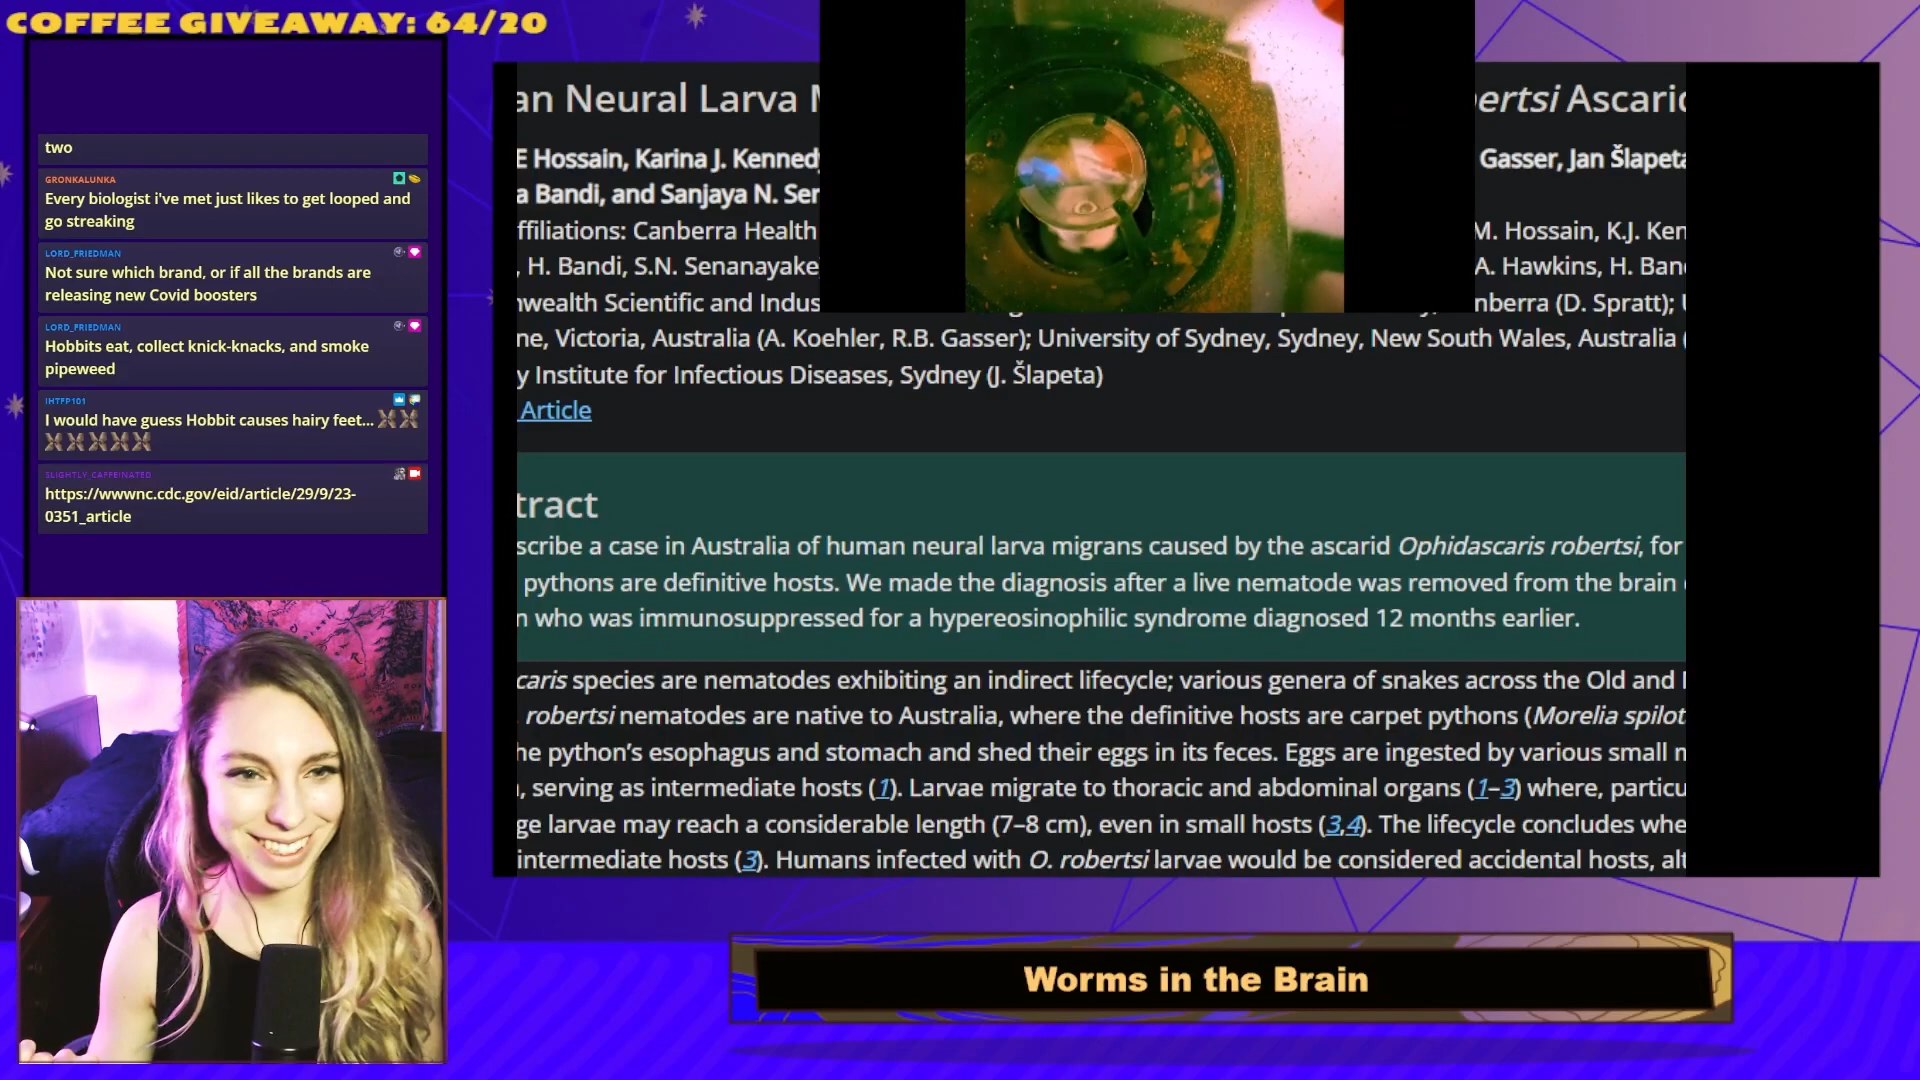 COFFEE GIVEAWAY: 64/20
two
GRONKALUNKA
Every biologist i've met just likes to get looped and
go streaking
LORD_FRIEDMAN
Not sure which brand, or if all the brands are
releasing new Covid boosters
LORD_FRIEDMAN
Hobbits eat, collect knick-knacks, and smoke
pipeweed
IHTFP101
I would have guess Hobbit causes hairy feet...
SLIGHTLY_CAFFEINATED
https://wwwnc.cdc.gov/eid/article/29/9/23-
0351_article
an Neural Larva
ertsi Ascari
E Hossain, Karina J. Kennedy
Gasser, Jan Šlapeta
a Bandi, and Sanjaya N. Sen
ffiliations: Canberra Health
M. Hossain, K.J. Ken
, H. Bandi, S.N. Senanayake
A. Hawkins, H. Ban
wealth Scientific and Indus
nberra (D. Spratt);
ne, Victoria, Australia (A. Koehler, R.B. Gasser); University of Sydney, Sydney, New South Wales, Australia
y Institute for Infectious Diseases, Sydney (J. Šlapeta)
Article
tract
scribe a case in Australia of human neural larva migrans caused by the ascarid Ophidascaris robertsi, for
pythons are definitive hosts. We made the diagnosis after a live nematode was removed from the brain
n who was immunosuppressed for a hypereosinophilic syndrome diagnosed 12 months earlier.
caris species are nematodes exhibiting an indirect lifecycle; various genera of snakes across the Old and
robertsi nematodes are native to Australia, where the definitive hosts are carpet pythons (Morelia spilot
he python's esophagus and stomach and shed their eggs in its feces. Eggs are ingested by various small
, serving as intermediate hosts (1). Larvae migrate to thoracic and abdominal organs (1–3) where, particu
ge larvae may reach a considerable length (7–8 cm), even in small hosts (3,4). The lifecycle concludes whe
intermediate hosts (3). Humans infected with O. robertsi larvae would be considered accidental hosts, alt
Worms in the Brain